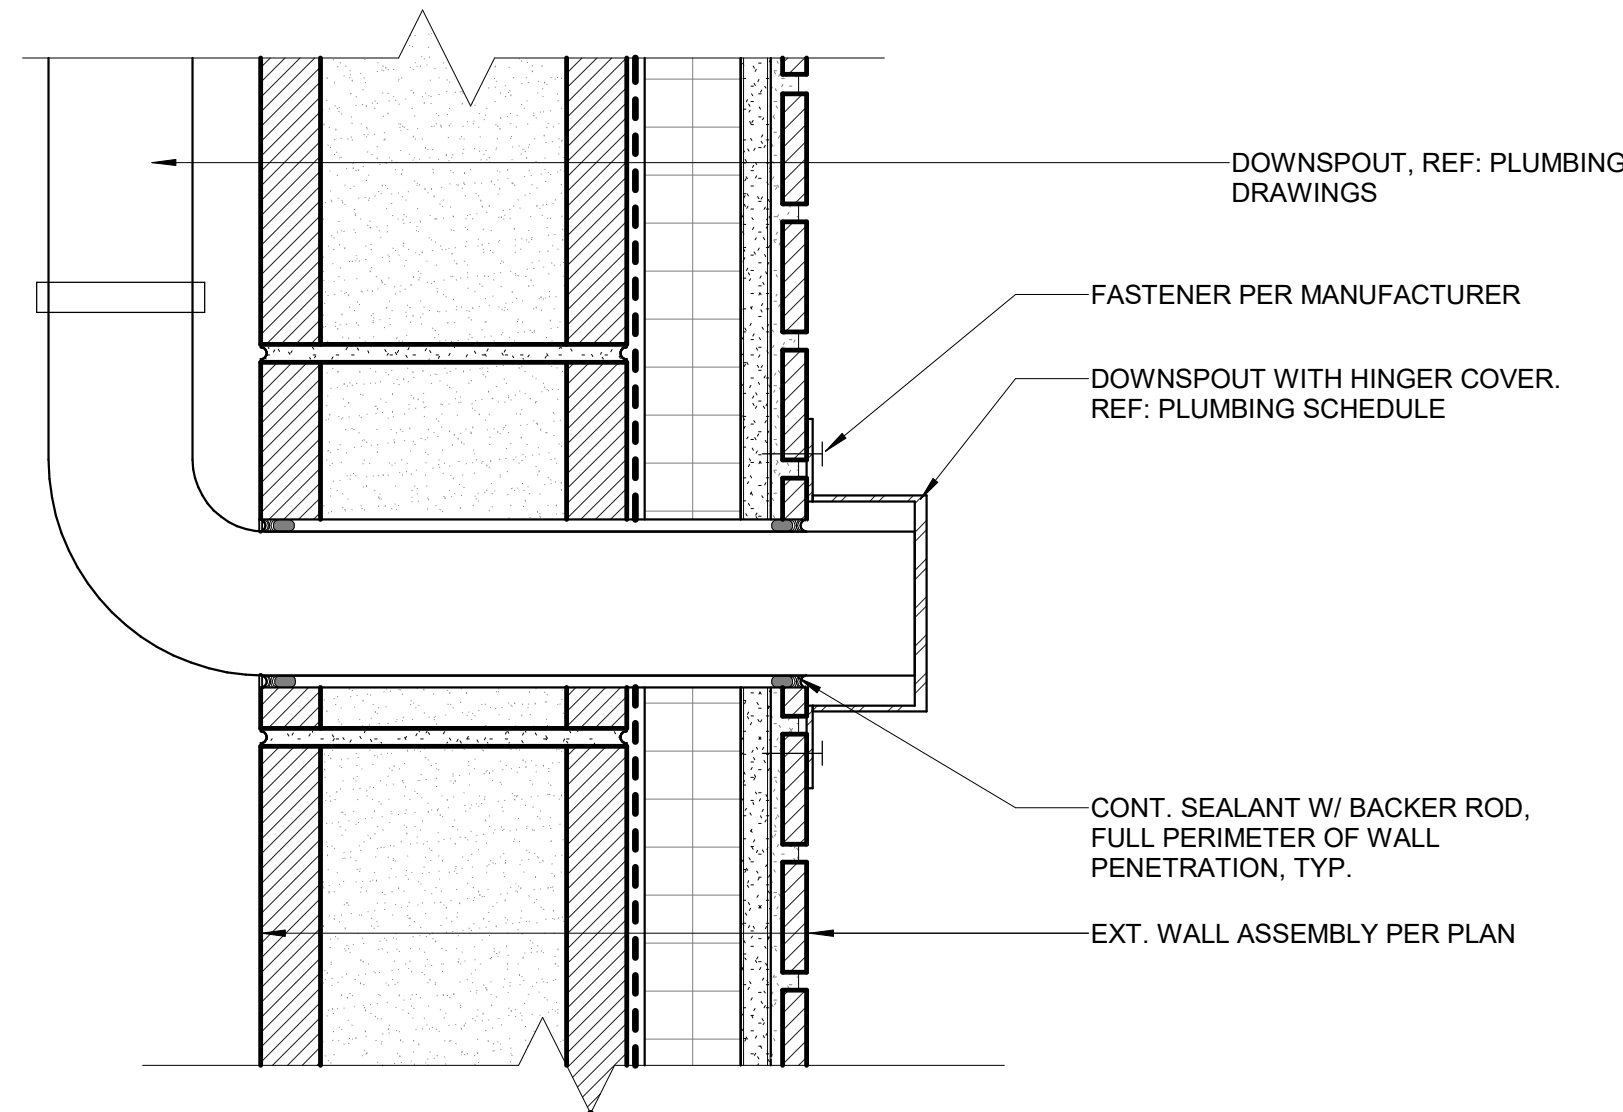 DOWNSPOUT, REF: PLUMBING
DRAWINGS
FASTENER PER MANUFACTURER
DOWNSPOUT WITH HINGER COVER.
REF: PLUMBING SCHEDULE
CONT. SEALANT W/ BACKER ROD,
FULL PERIMETER OF WALL
PENETRATION, TYP.
EXT. WALL ASSEMBLY PER PLAN